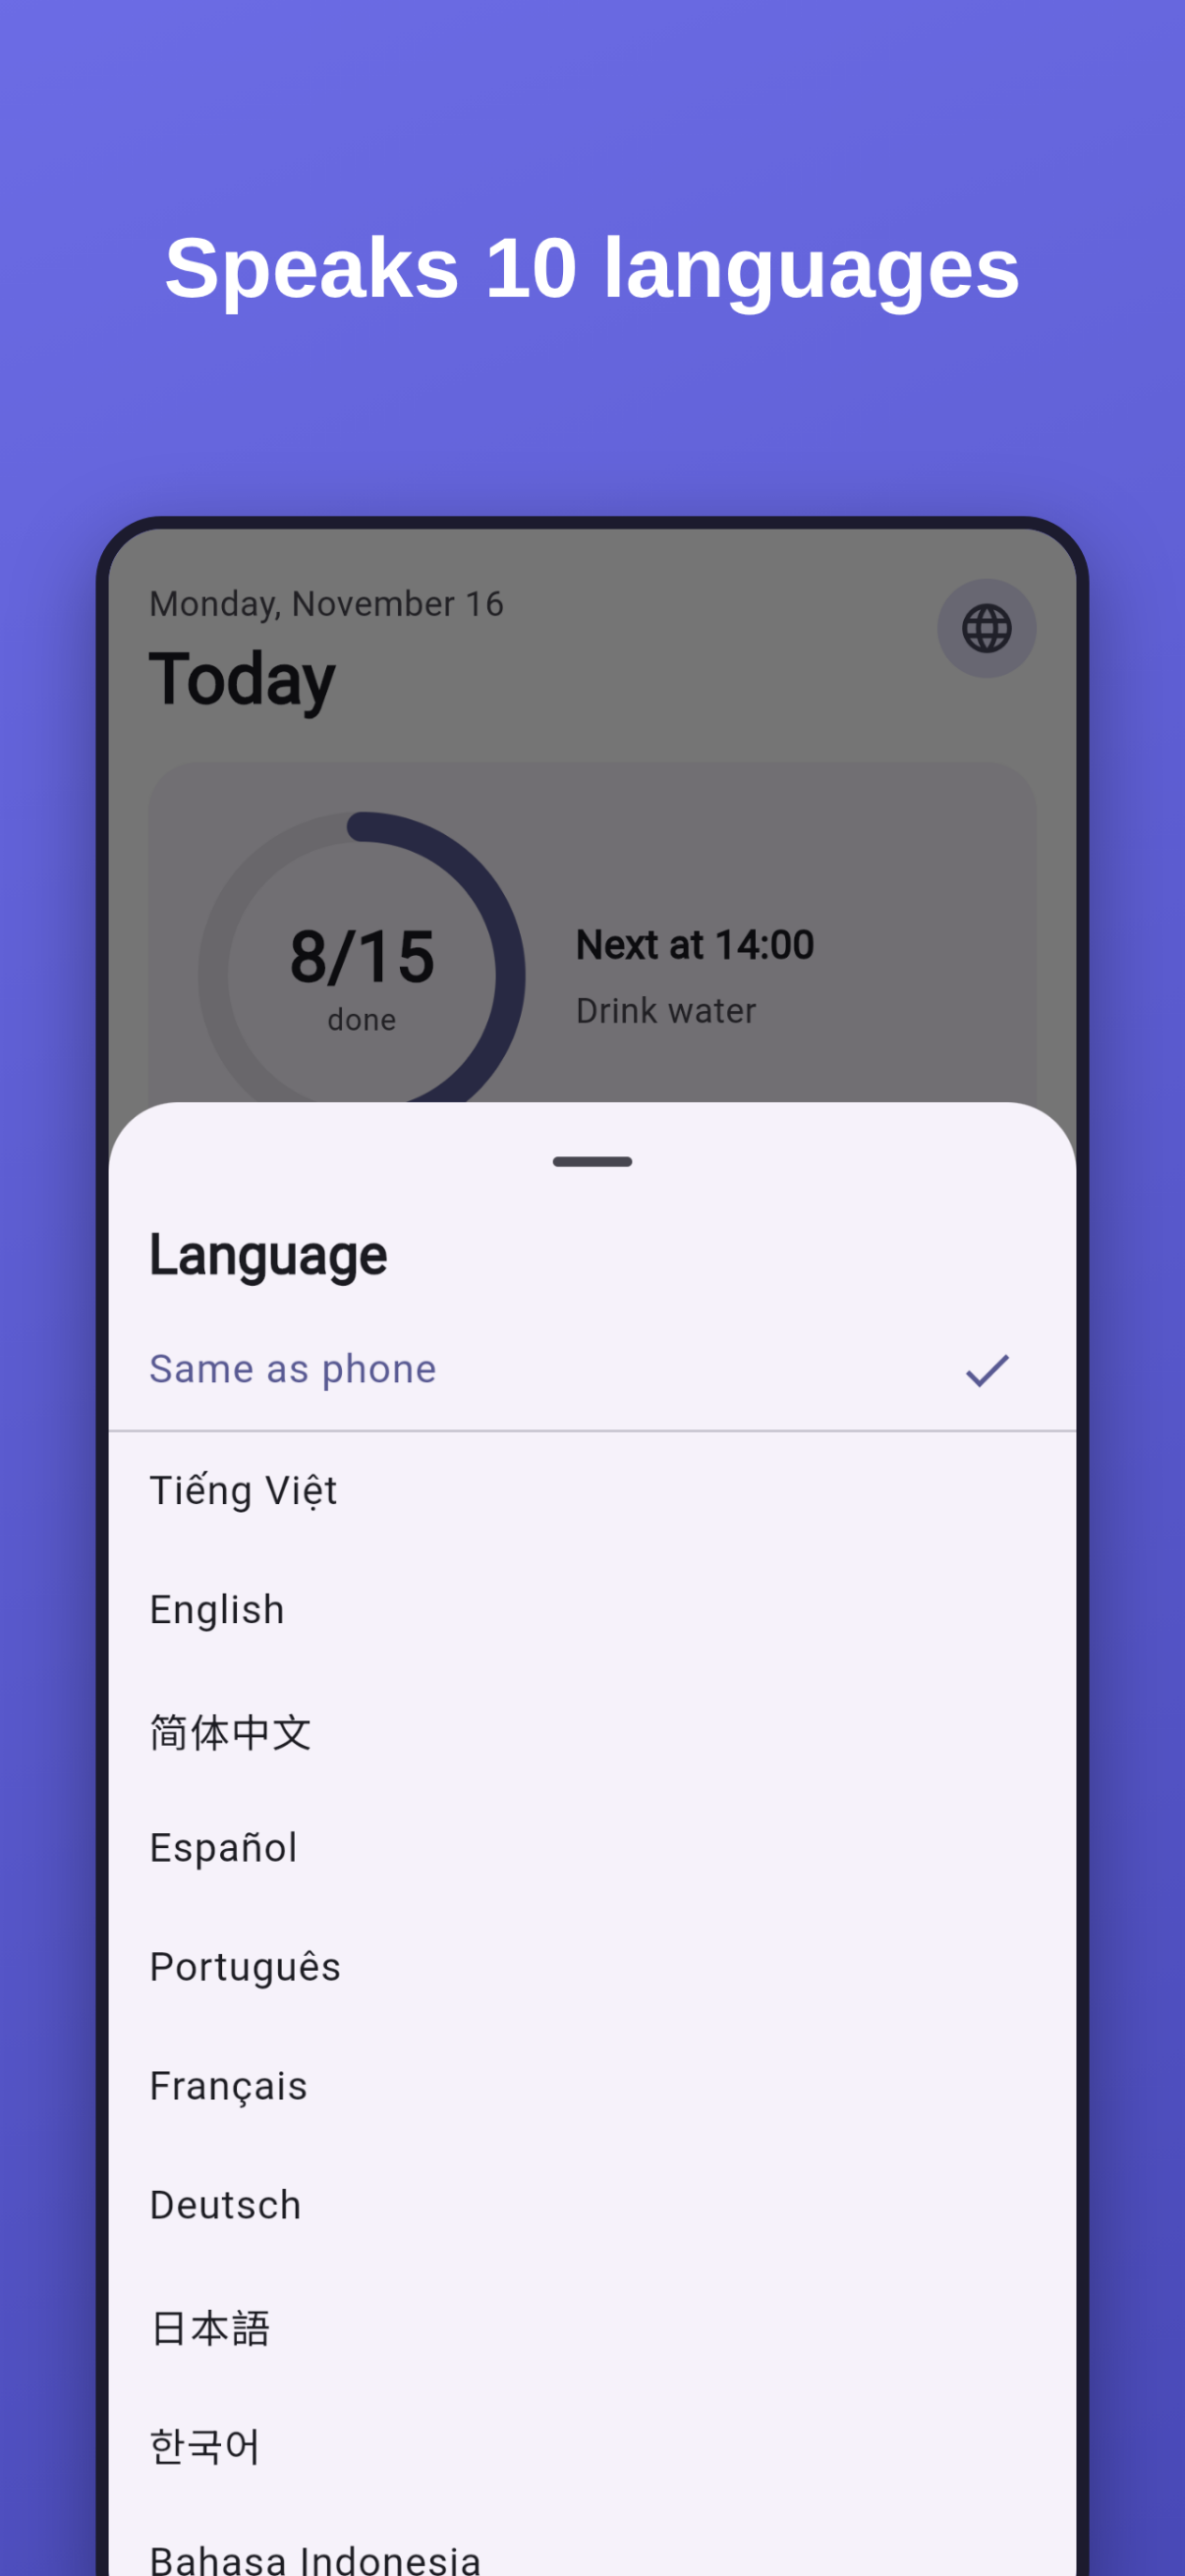 Speaks 10 languages
Monday, November 16
Today
8/15
done
Next at 14:00
Drink water
Language
Same as phone
Tiếng Việt
English
简体中文
Español
Português
Français
Deutsch
日本語
한국어
Bahasa Indonesia